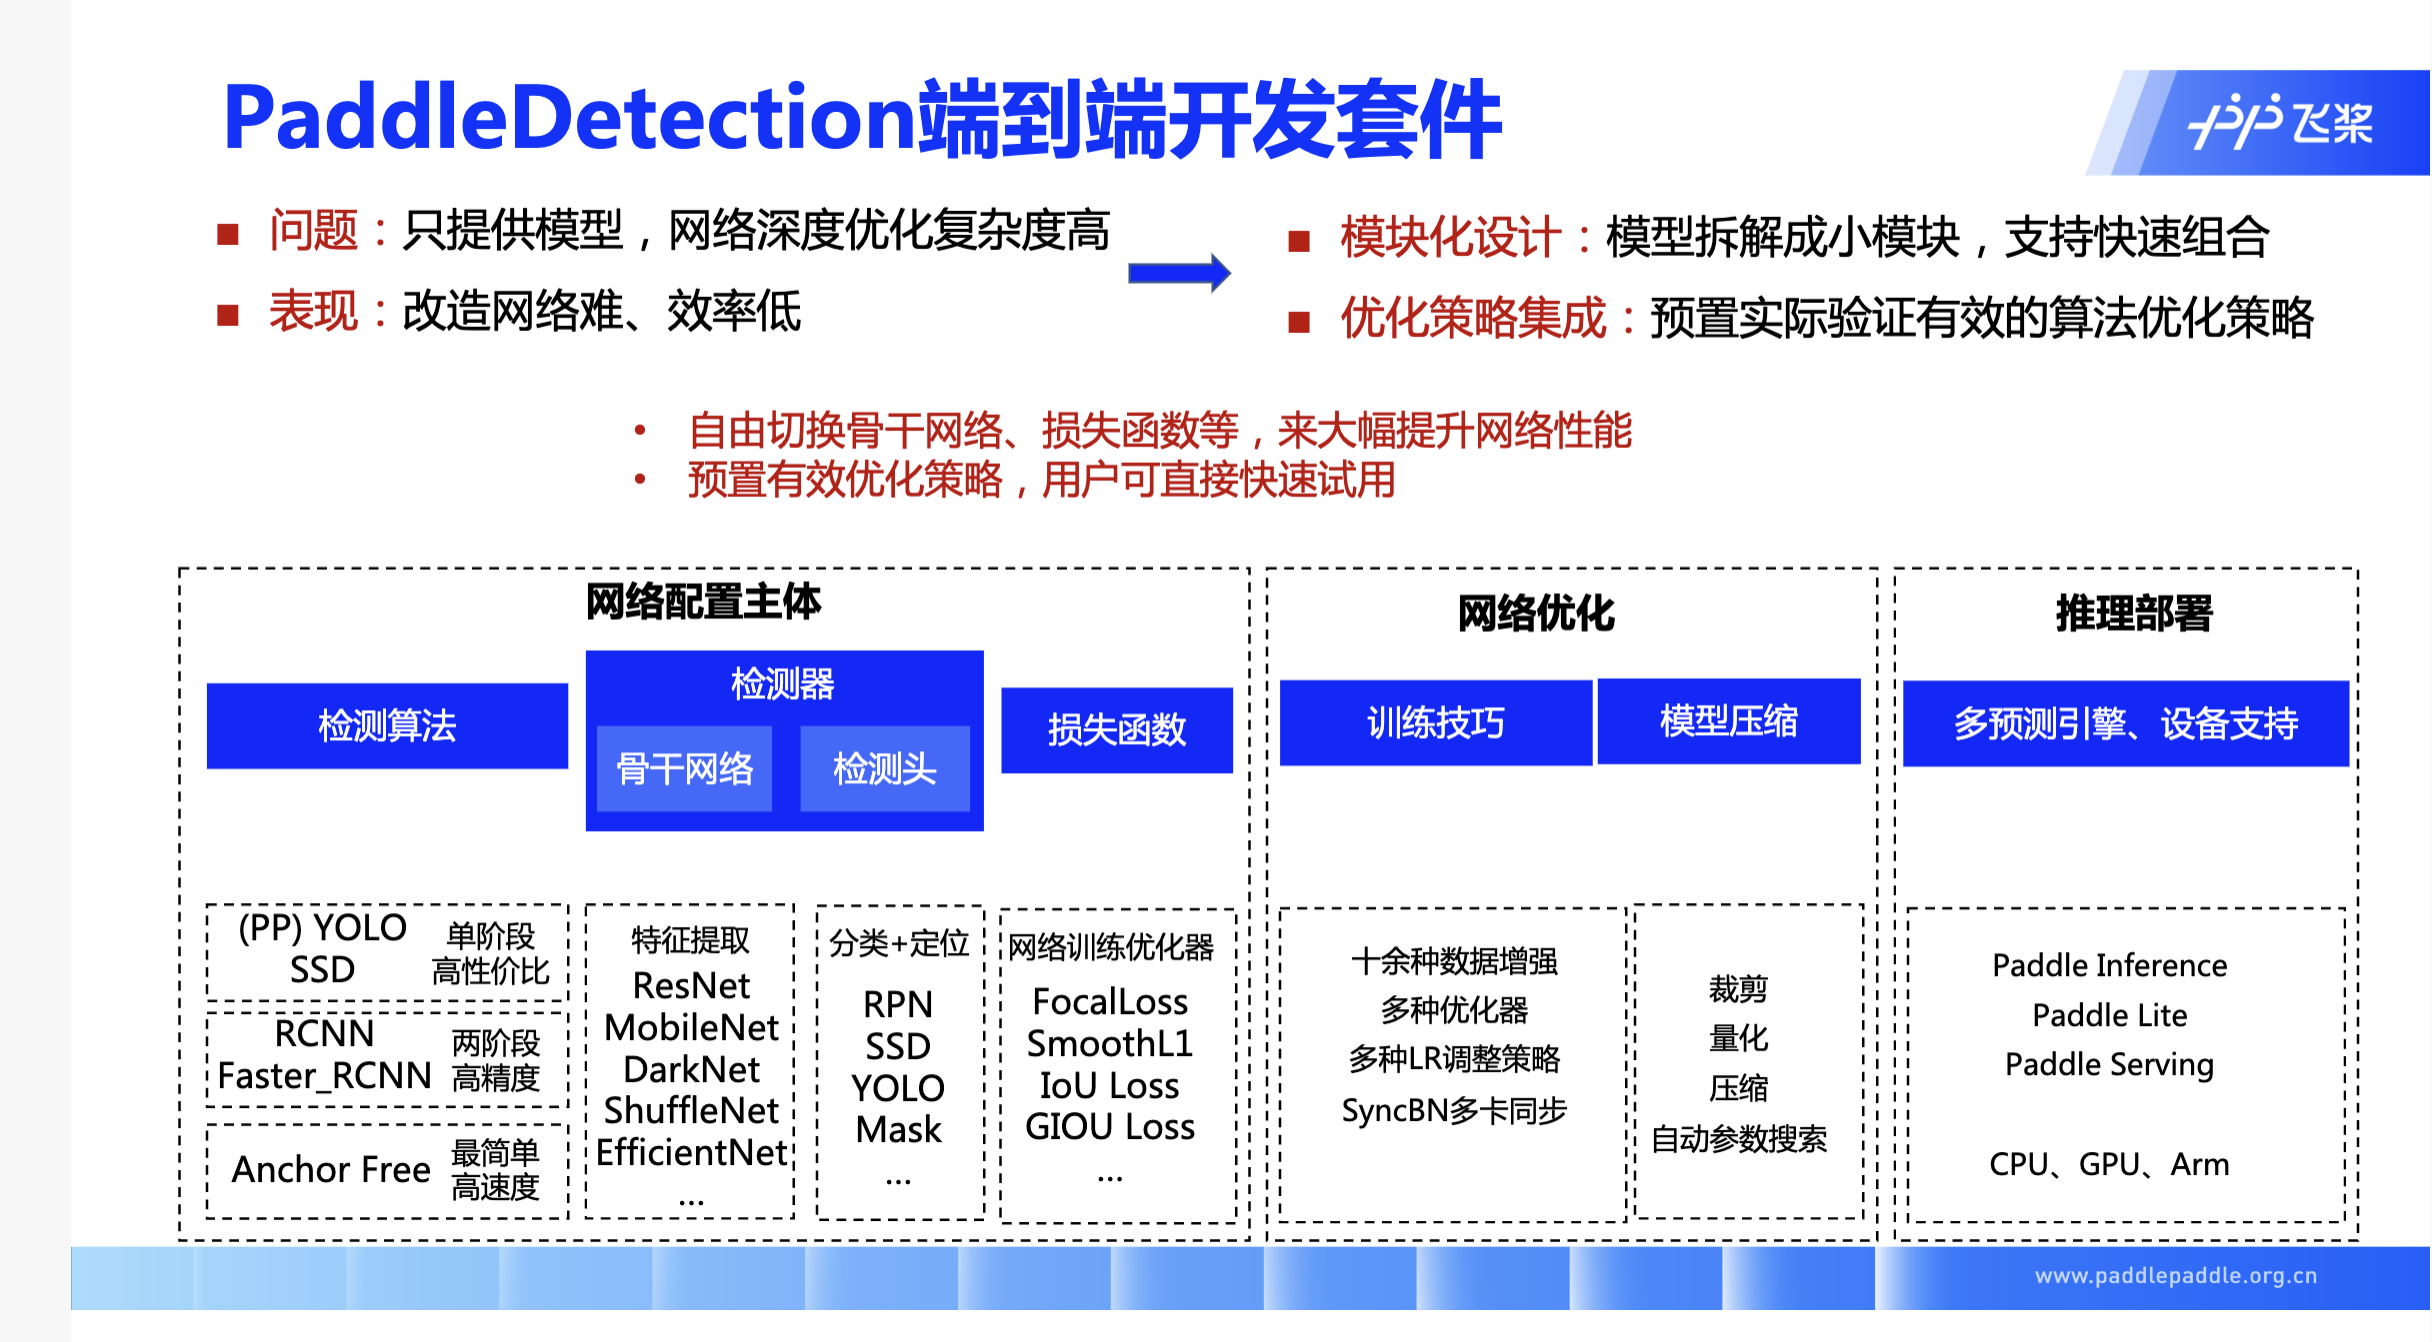 PaddleDetection端到端开发套件
飞桨
问题：只提供模型，网络深度优化复杂度高
表现：改造网络难、效率低
模块化设计：模型拆解成小模块，支持快速组合
优化策略集成：预置实际验证有效的算法优化策略
自由切换骨干网络、损失函数等，来大幅提升网络性能
预置有效优化策略，用户可直接快速试用
网络配置主体
检测算法
检测器
骨干网络
检测头
损失函数
(PP) YOLO
SSD
单阶段
高性价比
RCNN
Faster_RCNN
两阶段
高精度
Anchor Free
最简单
高速度
特征提取
ResNet
MobileNet
DarkNet
ShuffleNet
EfficientNet
...
分类+定位
RPN
SSD
YOLO
Mask
...
网络训练优化器
FocalLoss
SmoothL1
IoU Loss
GIOU Loss
...
网络优化
训练技巧
模型压缩
十余种数据增强
多种优化器
多种LR调整策略
SyncBN多卡同步
裁剪
量化
压缩
自动参数搜索
推理部署
多预测引擎、设备支持
Paddle Inference
Paddle Lite
Paddle Serving
CPU、GPU、Arm
www.paddlepaddle.org.cn